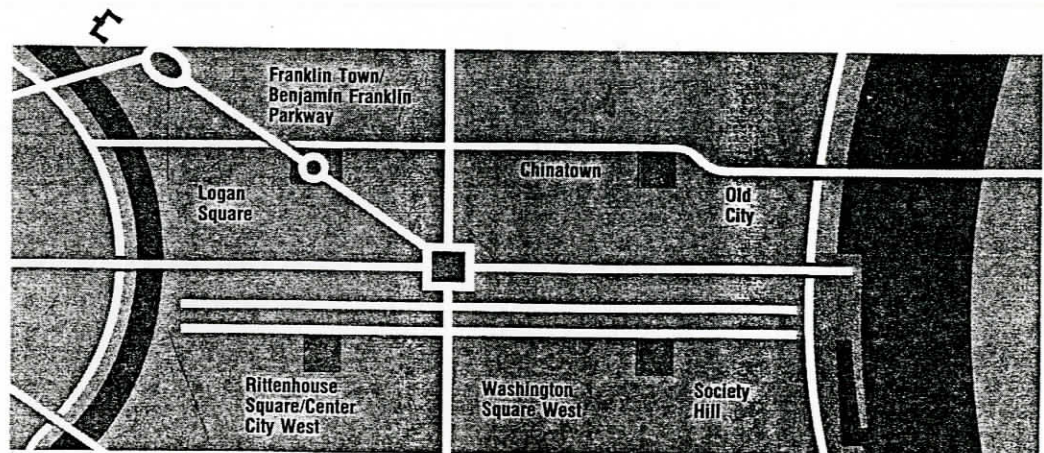 Franklin Town/
Benjamin Franklin
Parkway
Chinatown
Logan
Square
Old
City
Rittenhouse
Square/Center
City West
Washington
Square West
Society
Hill